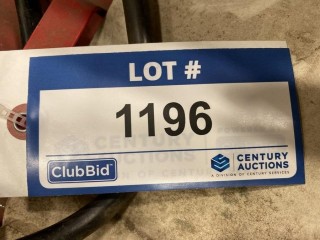 LOT #
1196
ClubBid
CENTURY
AUCTIONS
A DIVISION OF CENTURY SERVICES